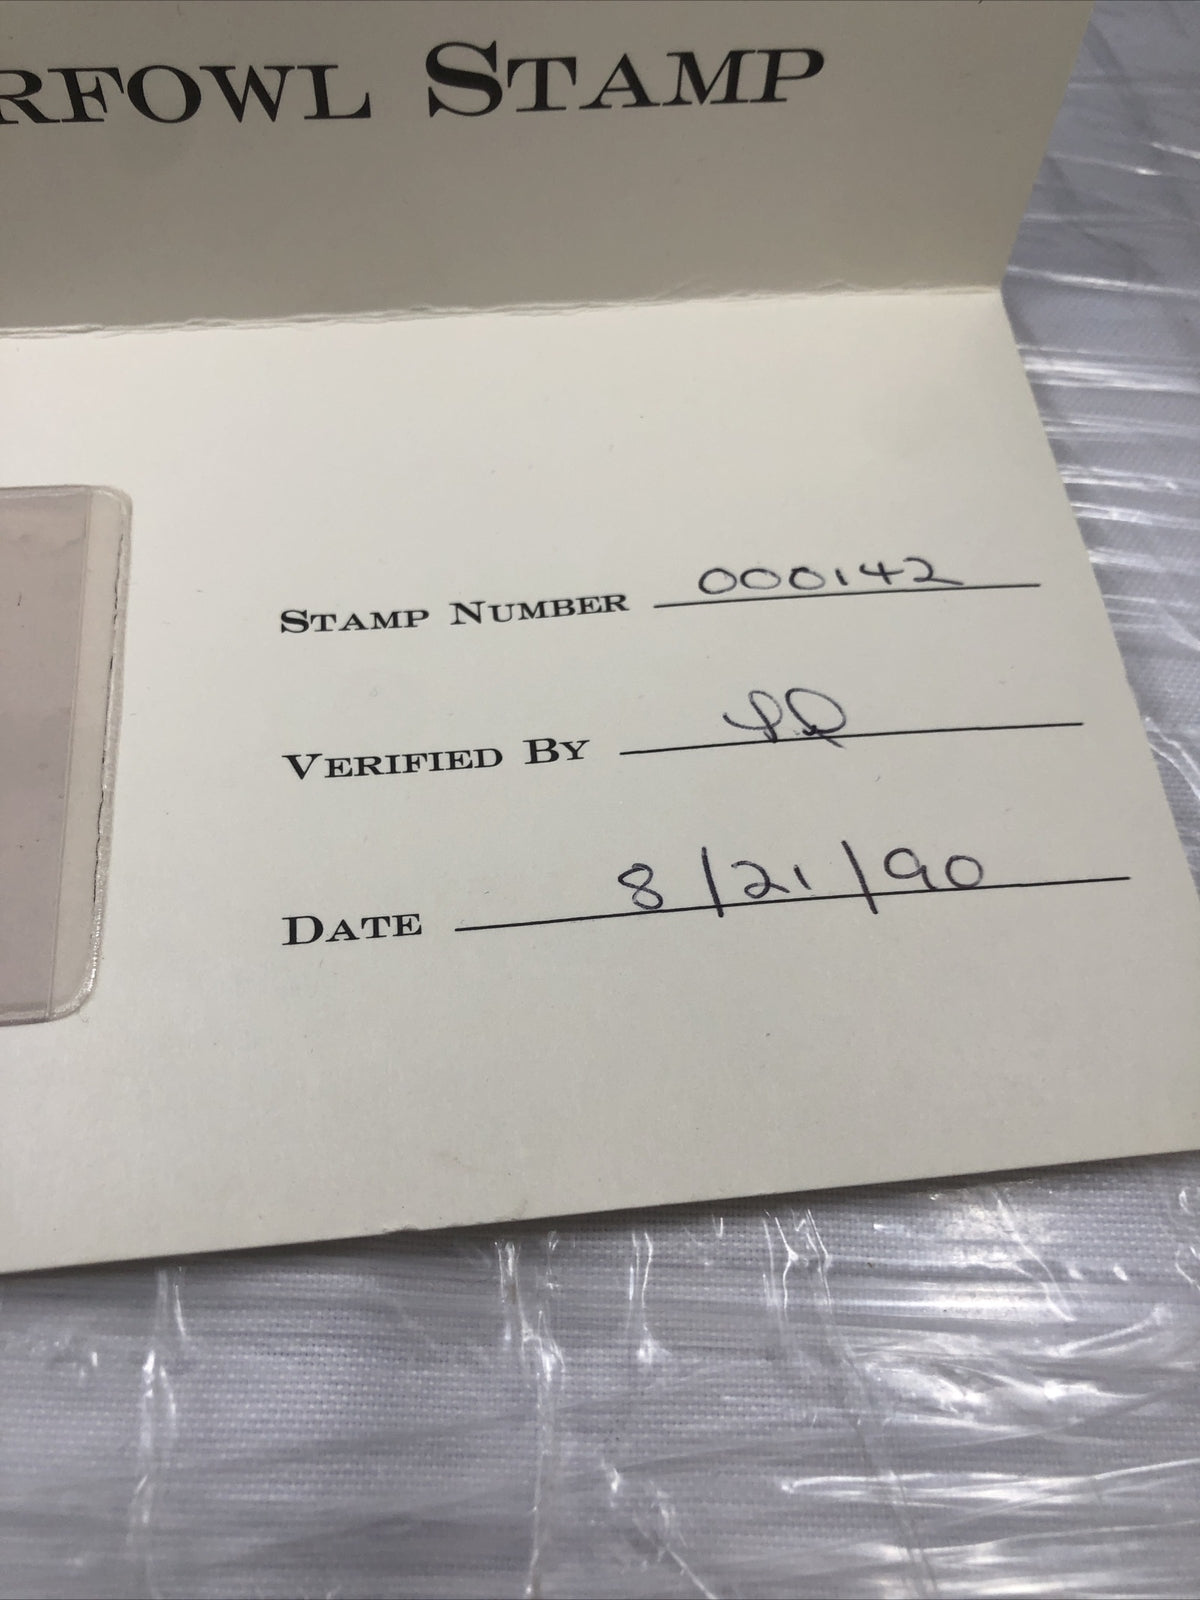 RFOWL STAMP
STAMP NUMBER 000142
VERIFIED BY
DATE 8/21/90